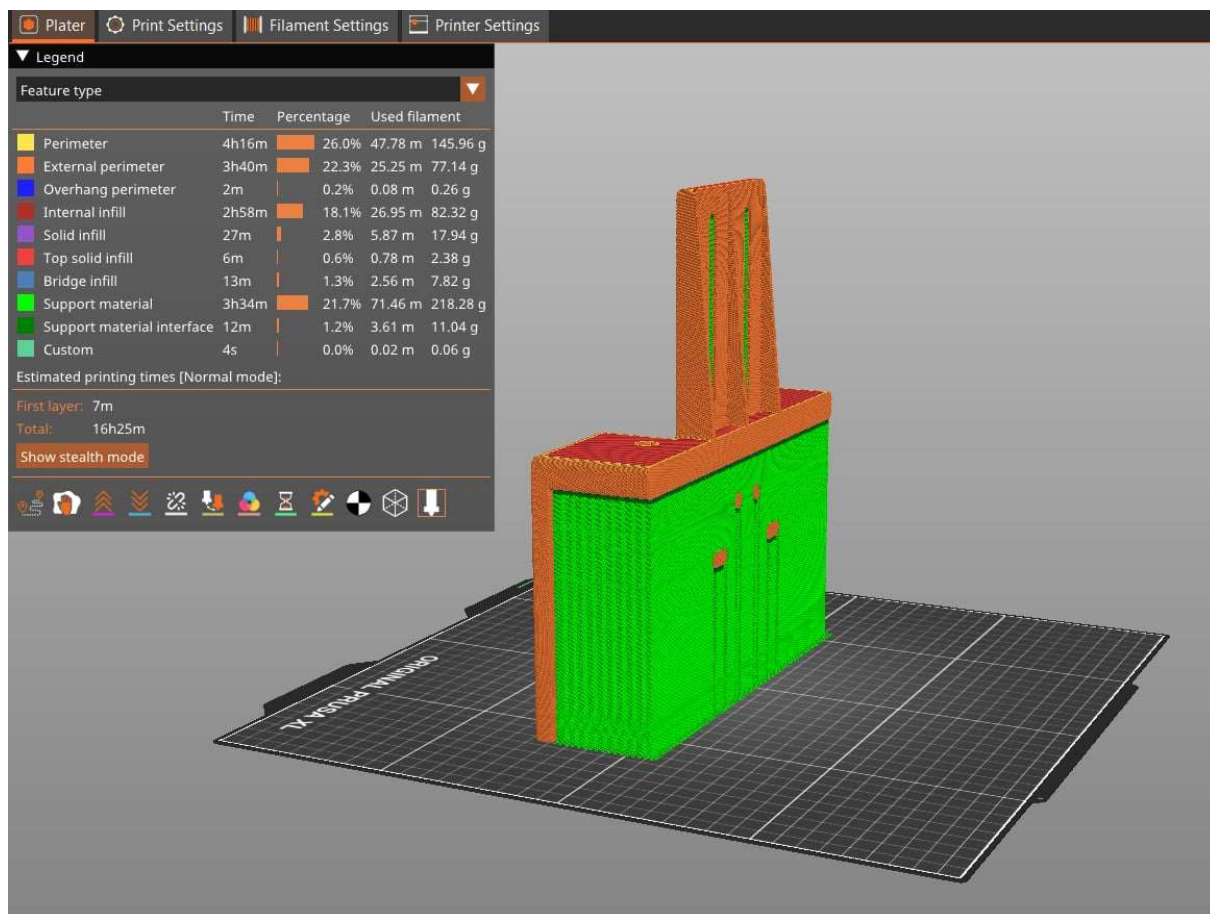 Plater Print Settings Filament Settings Printer Settings
Legend
Feature type
Time Percentage Used filament
Perimeter 4h16m 26.0% 47.78 m 145.96 g
External perimeter 3h40m 22.3% 25.25 m 77.14 g
Overhang perimeter 2m 0.2% 0.08 m 0.26 g
Internal infill 2h58m 18.1% 26.95 m 82.32 g
Solid infill 27m 2.8% 5.87 m 17.94 g
Top solid infill 6m 0.6% 0.78 m 2.38 g
Bridge infill 13m 1.3% 2.56 m 7.82 g
Support material 3h34m 21.7% 71.46 m 218.28 g
Support material interface 12m 1.2% 3.61 m 11.04 g
Custom 4s 0.0% 0.02 m 0.06 g
Estimated printing times [Normal mode]:
First layer: 7m
Total: 16h25m
Show stealth mode
ORIGINAL PRUSA XL